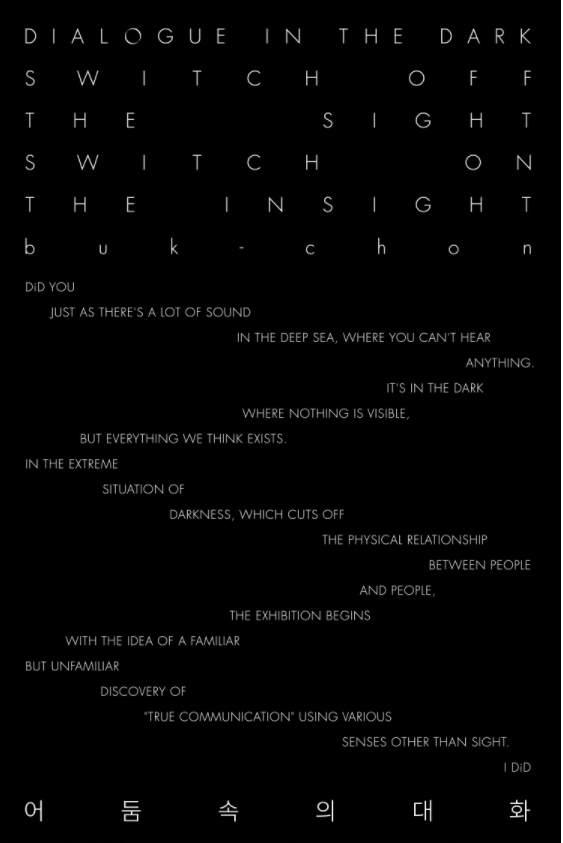 DIALOGUE IN THE DARK
SWITCH OFF
THE SIGHT
SWITCH ON
THE INSIGHT
buk-chon
DiD YOU
JUST AS THERE'S A LOT OF SOUND
IN THE DEEP SEA, WHERE YOU CAN'T HEAR
ANYTHING.
IT'S IN THE DARK
WHERE NOTHING IS VISIBLE,
BUT EVERYTHING WE THINK EXISTS.
IN THE EXTREME
SITUATION OF
DARKNESS, WHICH CUTS OFF
THE PHYSICAL RELATIONSHIP
BETWEEN PEOPLE
AND PEOPLE,
THE EXHIBITION BEGINS
WITH THE IDEA OF A FAMILIAR
BUT UNFAMILIAR
DISCOVERY OF
"TRUE COMMUNICATION" USING VARIOUS
SENSES OTHER THAN SIGHT.
I DiD
어둠속의대화